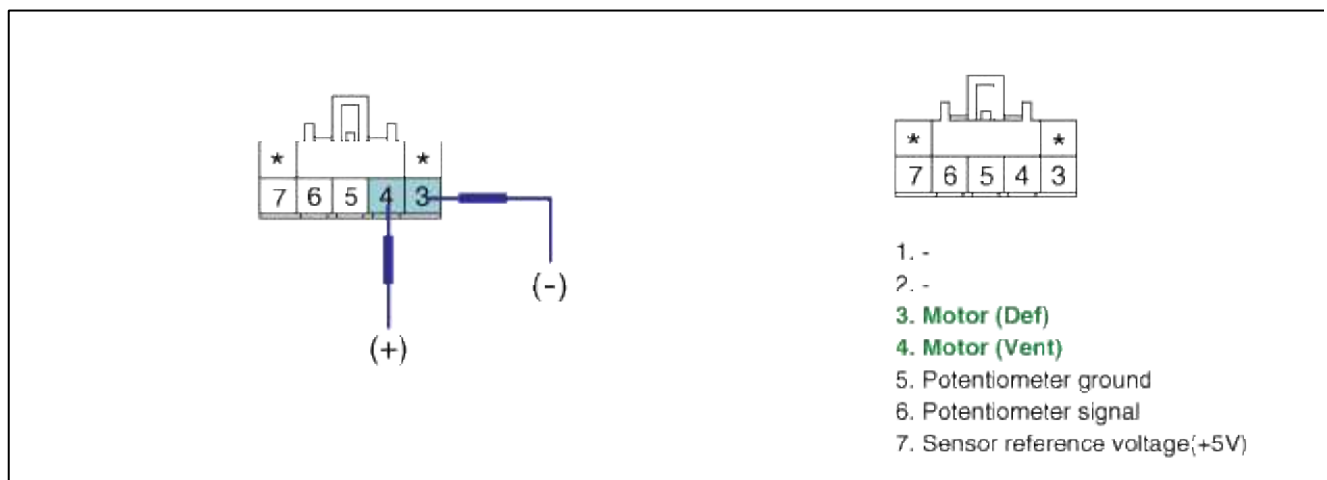 * *
7 6 5 4 3
(-)
(+)
* *
7 6 5 4 3
1. -
2. -
3. Motor (Def)
4. Motor (Vent)
5. Potentiometer ground
6. Potentiometer signal
7. Sensor reference voltage(+5V)